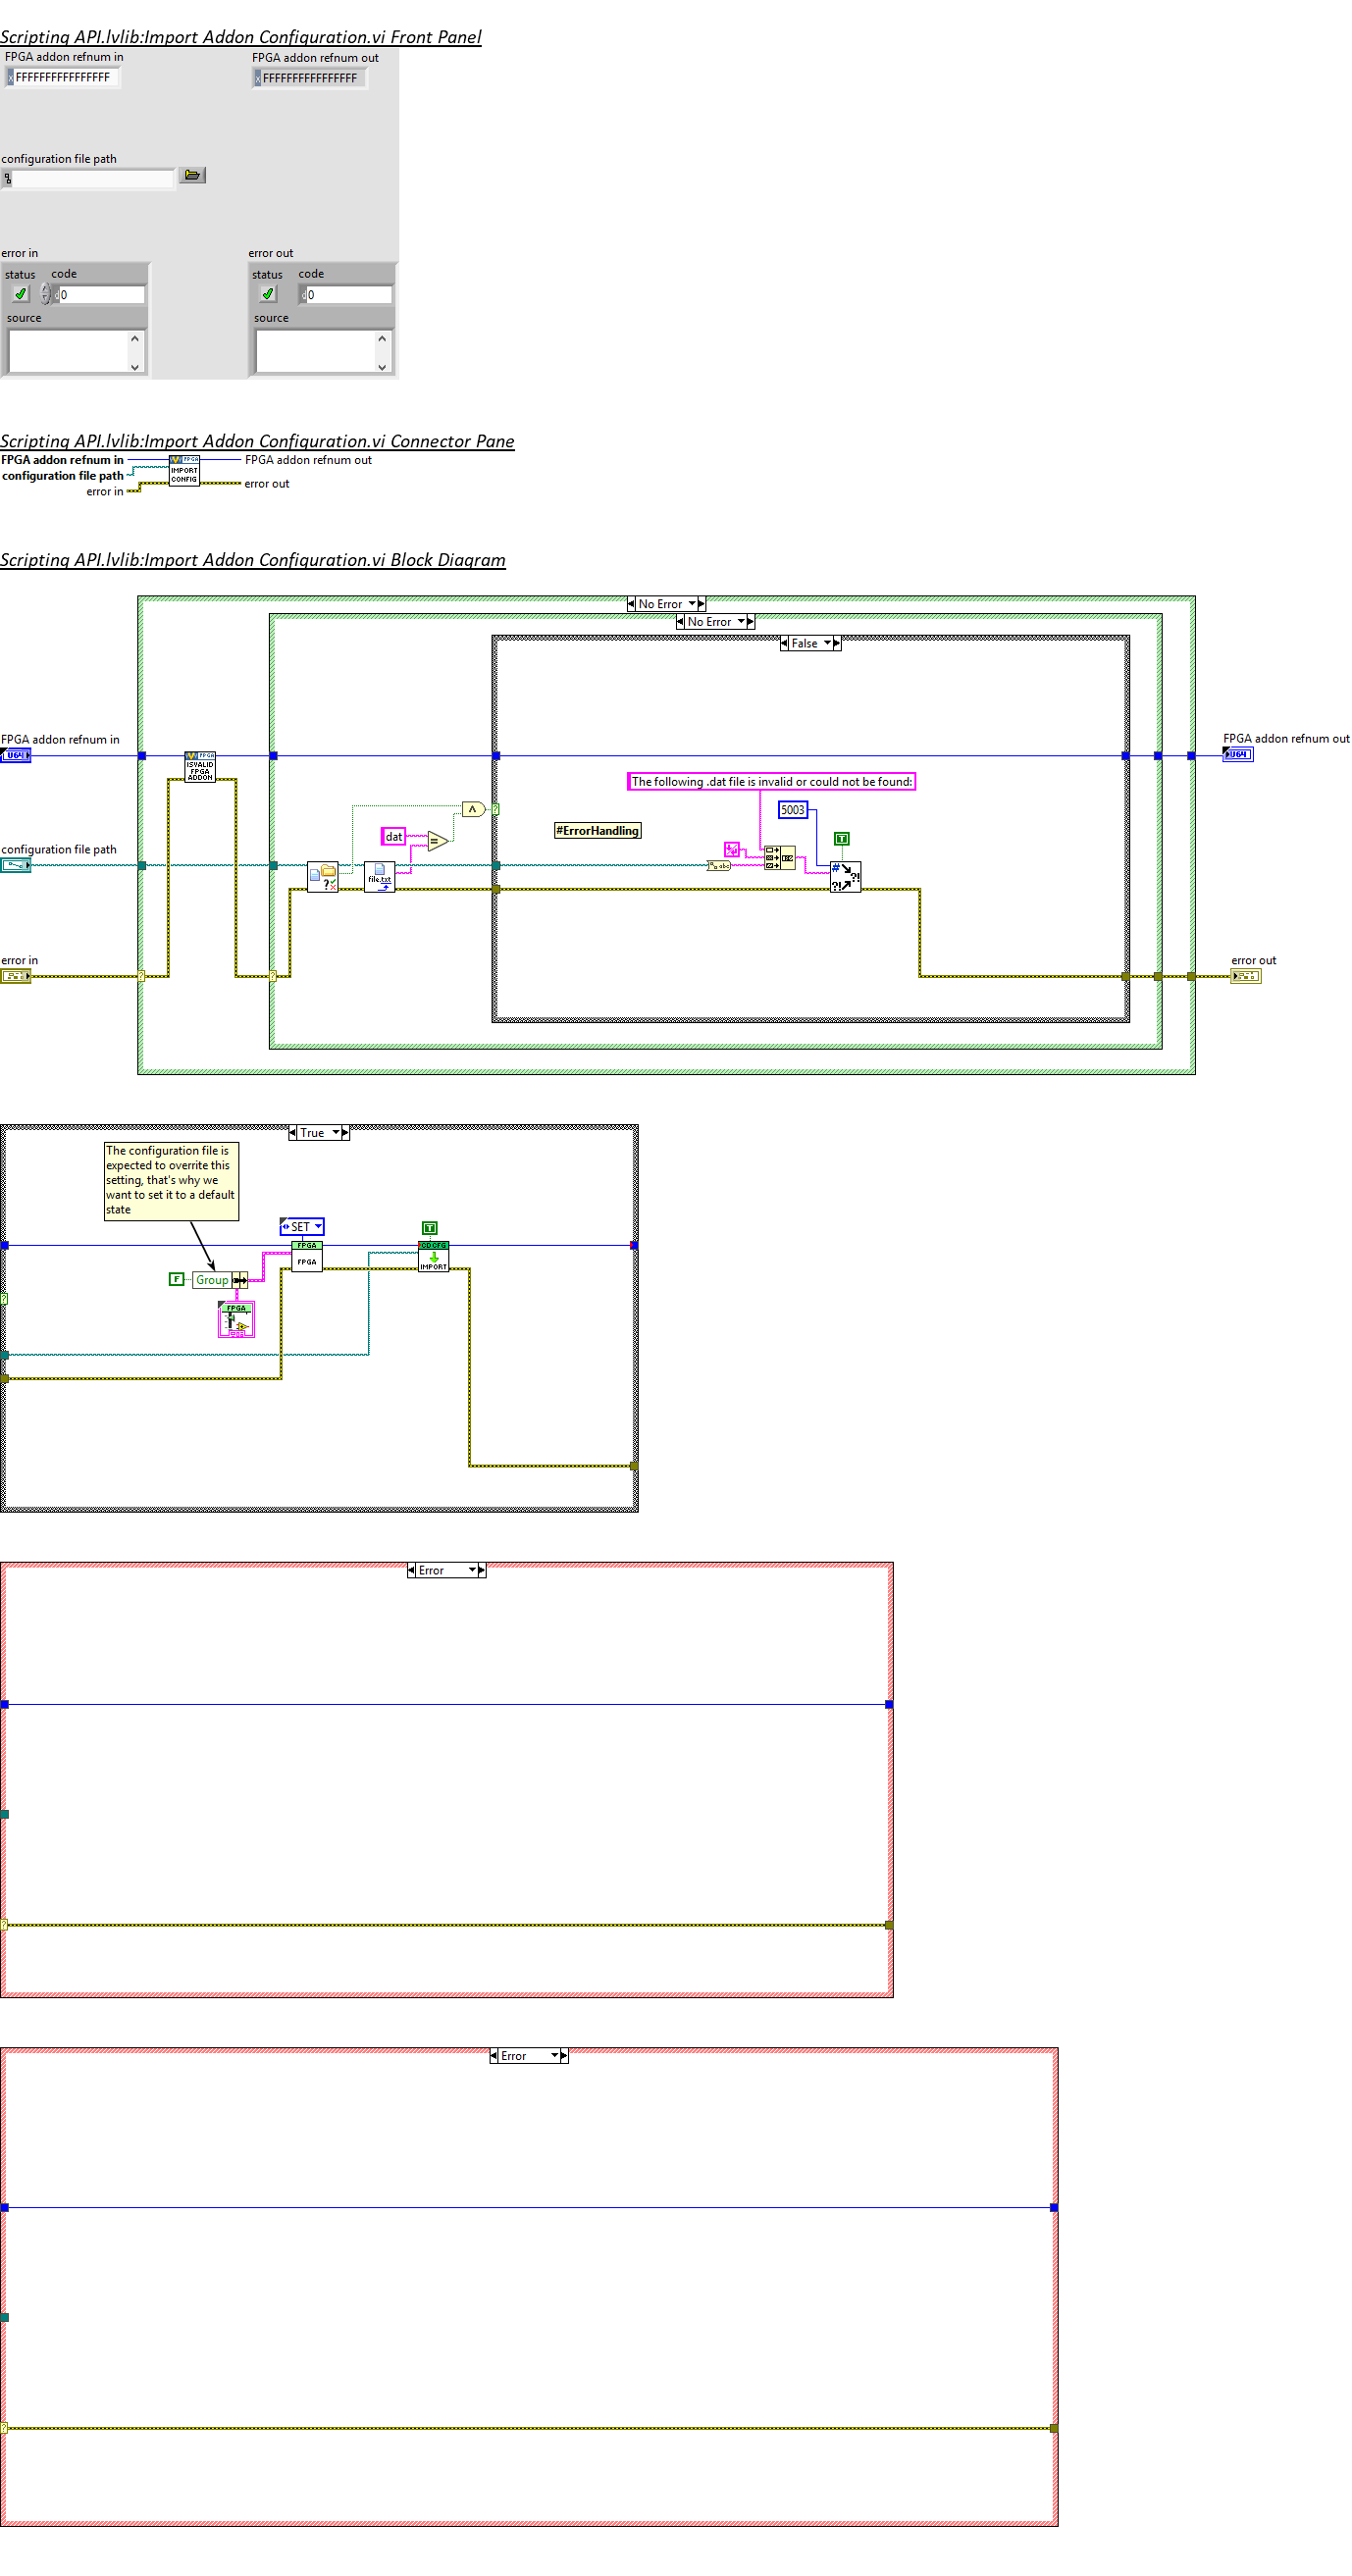 Scripting API.lvlib:Import Addon Configuration.vi Front Panel
FPGA addon refnum in
FPGA addon refnum out
x FFFFFFFFFFFFFFFF
x FFFFFFFFFFFFFFFF
configuration file path
error in
error out
status code
status code
d 0
d 0
source
source
Scripting API.lvlib:Import Addon Configuration.vi Connector Pane
FPGA addon refnum in
FPGA addon refnum out
configuration file path
error in
error out
FPGA
IMPORT
CONFIG
Scripting API.lvlib:Import Addon Configuration.vi Block Diagram
No Error
No Error
False
FPGA addon refnum in
U64
FPGA
ISVALID
FPGA
ADDON
FPGA addon refnum out
U64
The following .dat file is invalid or could not be found:
5003
#ErrorHandling
dat
=
T
configuration file path
file.txt
abc
?!
# ?!
error in
error out
True
The configuration file is
expected to overrite this
setting, that's why we
want to set it to a default
state
SET
T
FPGA
FPGA
IMPORT
F
Group
FPGA
Error
Error